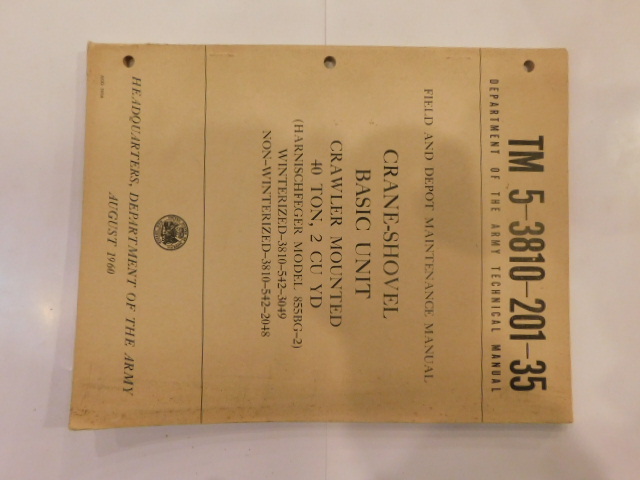 TM 5-3810-201-35
DEPARTMENT OF THE ARMY TECHNICAL MANUAL
FIELD AND DEPOT MAINTENANCE MANUAL
CRANE-SHOVEL
BASIC UNIT
CRAWLER MOUNTED
40 TON, 2 CU YD
(HARNISCHFEGER MODEL 855BG-2)
WINTERIZED-3810-542-3049
NON-WINTERIZED-3810-542-2048
HEADQUARTERS, DEPARTMENT OF THE ARMY
AUGUST 1960